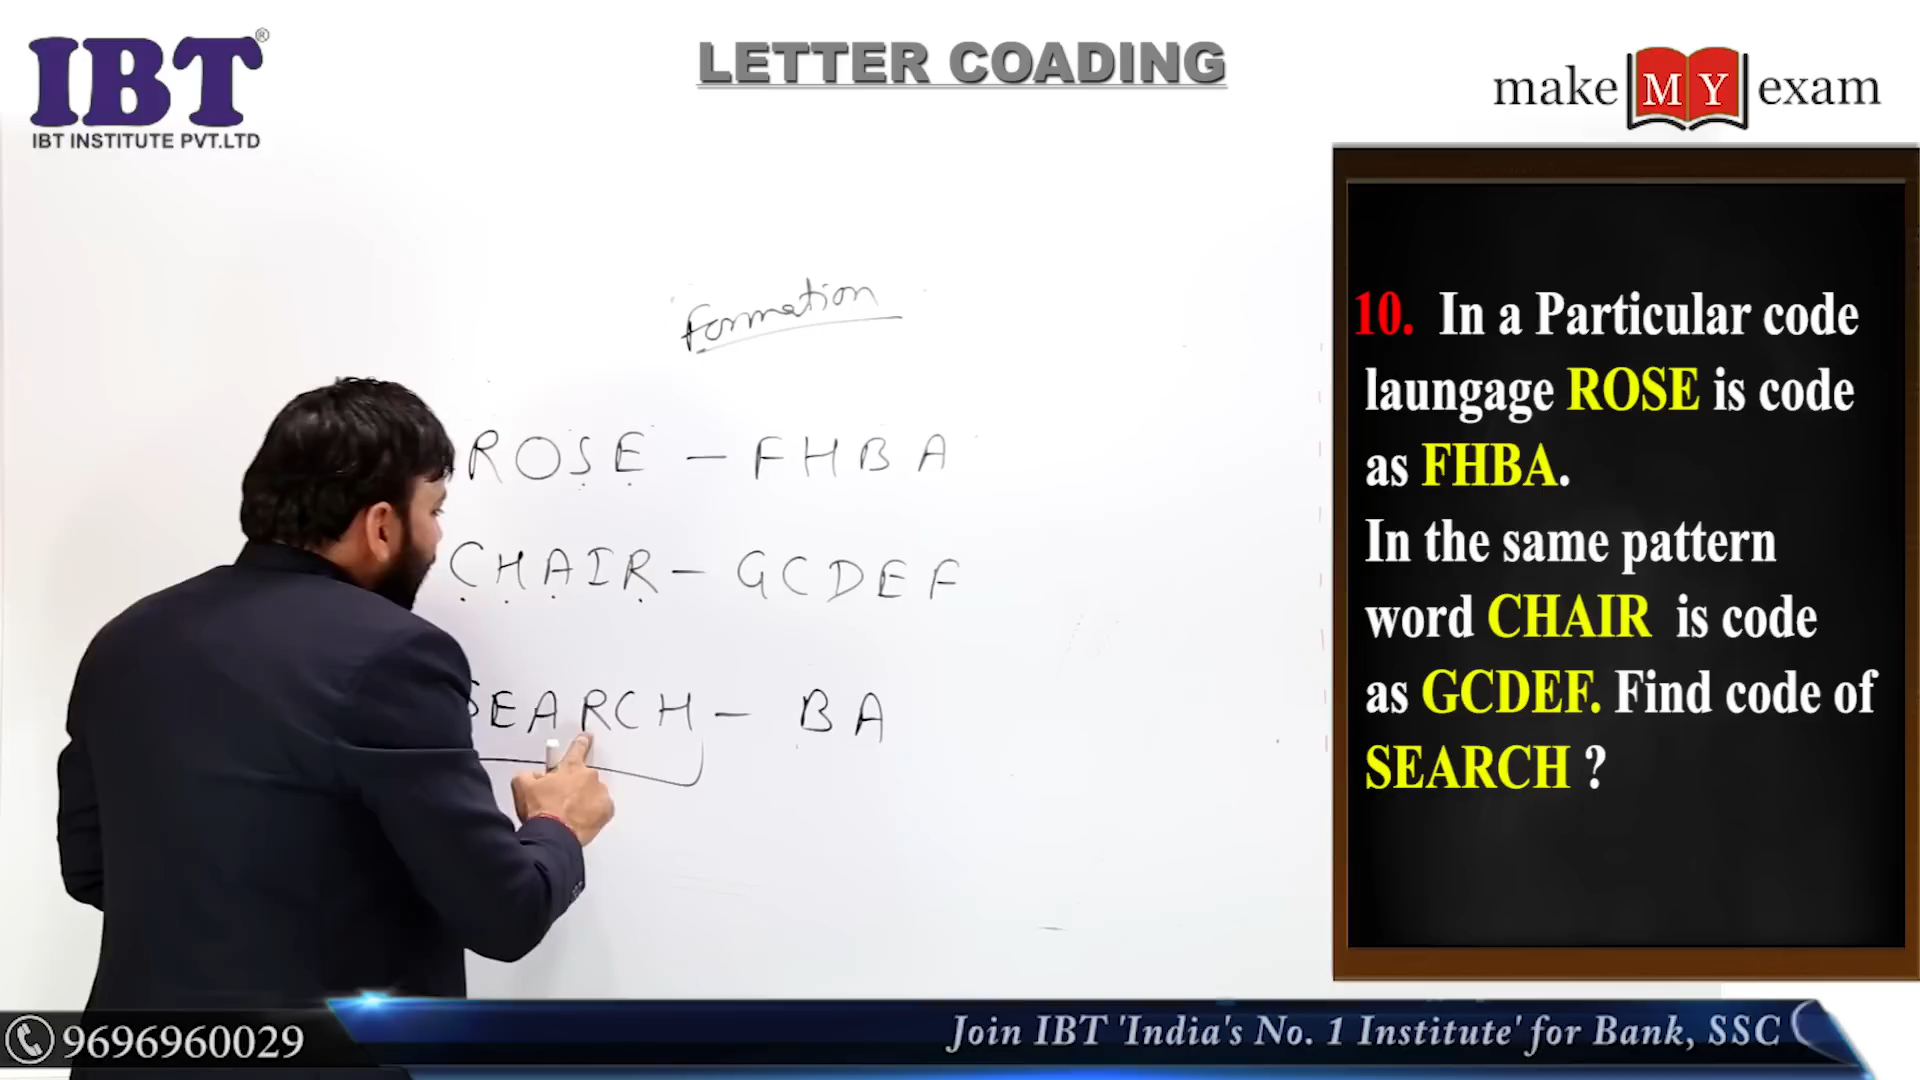 IBT®
IBT INSTITUTE PVT.LTD
LETTER COADING
make MY exam
Formation
ROSE – FHBA
CHAIR – GCDEF
SEARCH – BA
10. In a Particular code
laungage ROSE is code
as FHBA.
In the same pattern
word CHAIR is code
as GCDEF. Find code of
SEARCH ?
9696960029
Join IBT 'India's No. 1 Institute' for Bank, SSC